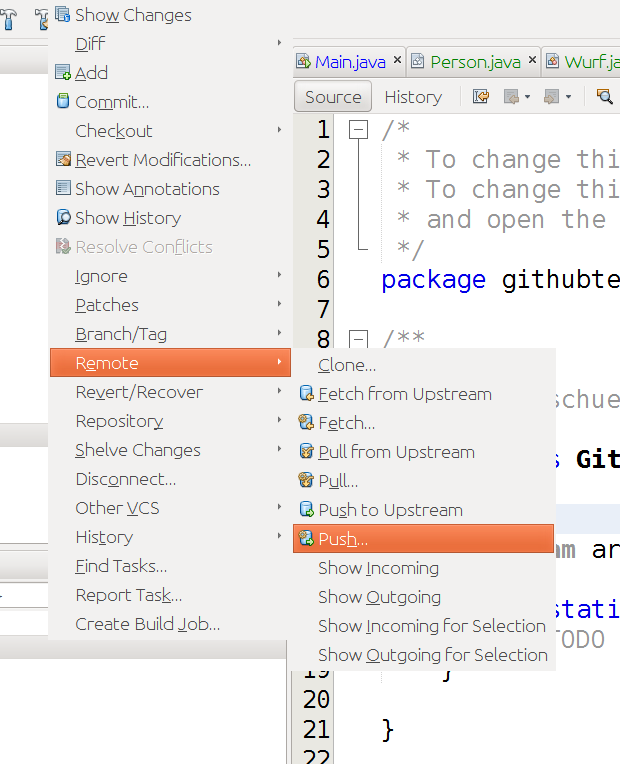 Show Changes
Diff
Add
Commit...
Checkout
Revert Modifications...
Show Annotations
Show History
Resolve Conflicts
Ignore
Patches
Branch/Tag
Remote
Revert/Recover
Repository
Shelve Changes
Disconnect...
Other VCS
History
Find Tasks...
Report Task...
Create Build Job...
Clone...
Fetch from Upstream
Fetch...
Pull from Upstream
Pull...
Push to Upstream
Push...
Show Incoming
Show Outgoing
Show Incoming for Selection
Show Outgoing for Selection
Main.java × Person.java × Wurf.ja
Source History
1 /*
2 * To change thi
3 * To change thi
4 * and open the
5 */
6 package githubte
7
8 /**
schue
s Git
am ar
stati
TODO
19 }
20
21 }
22